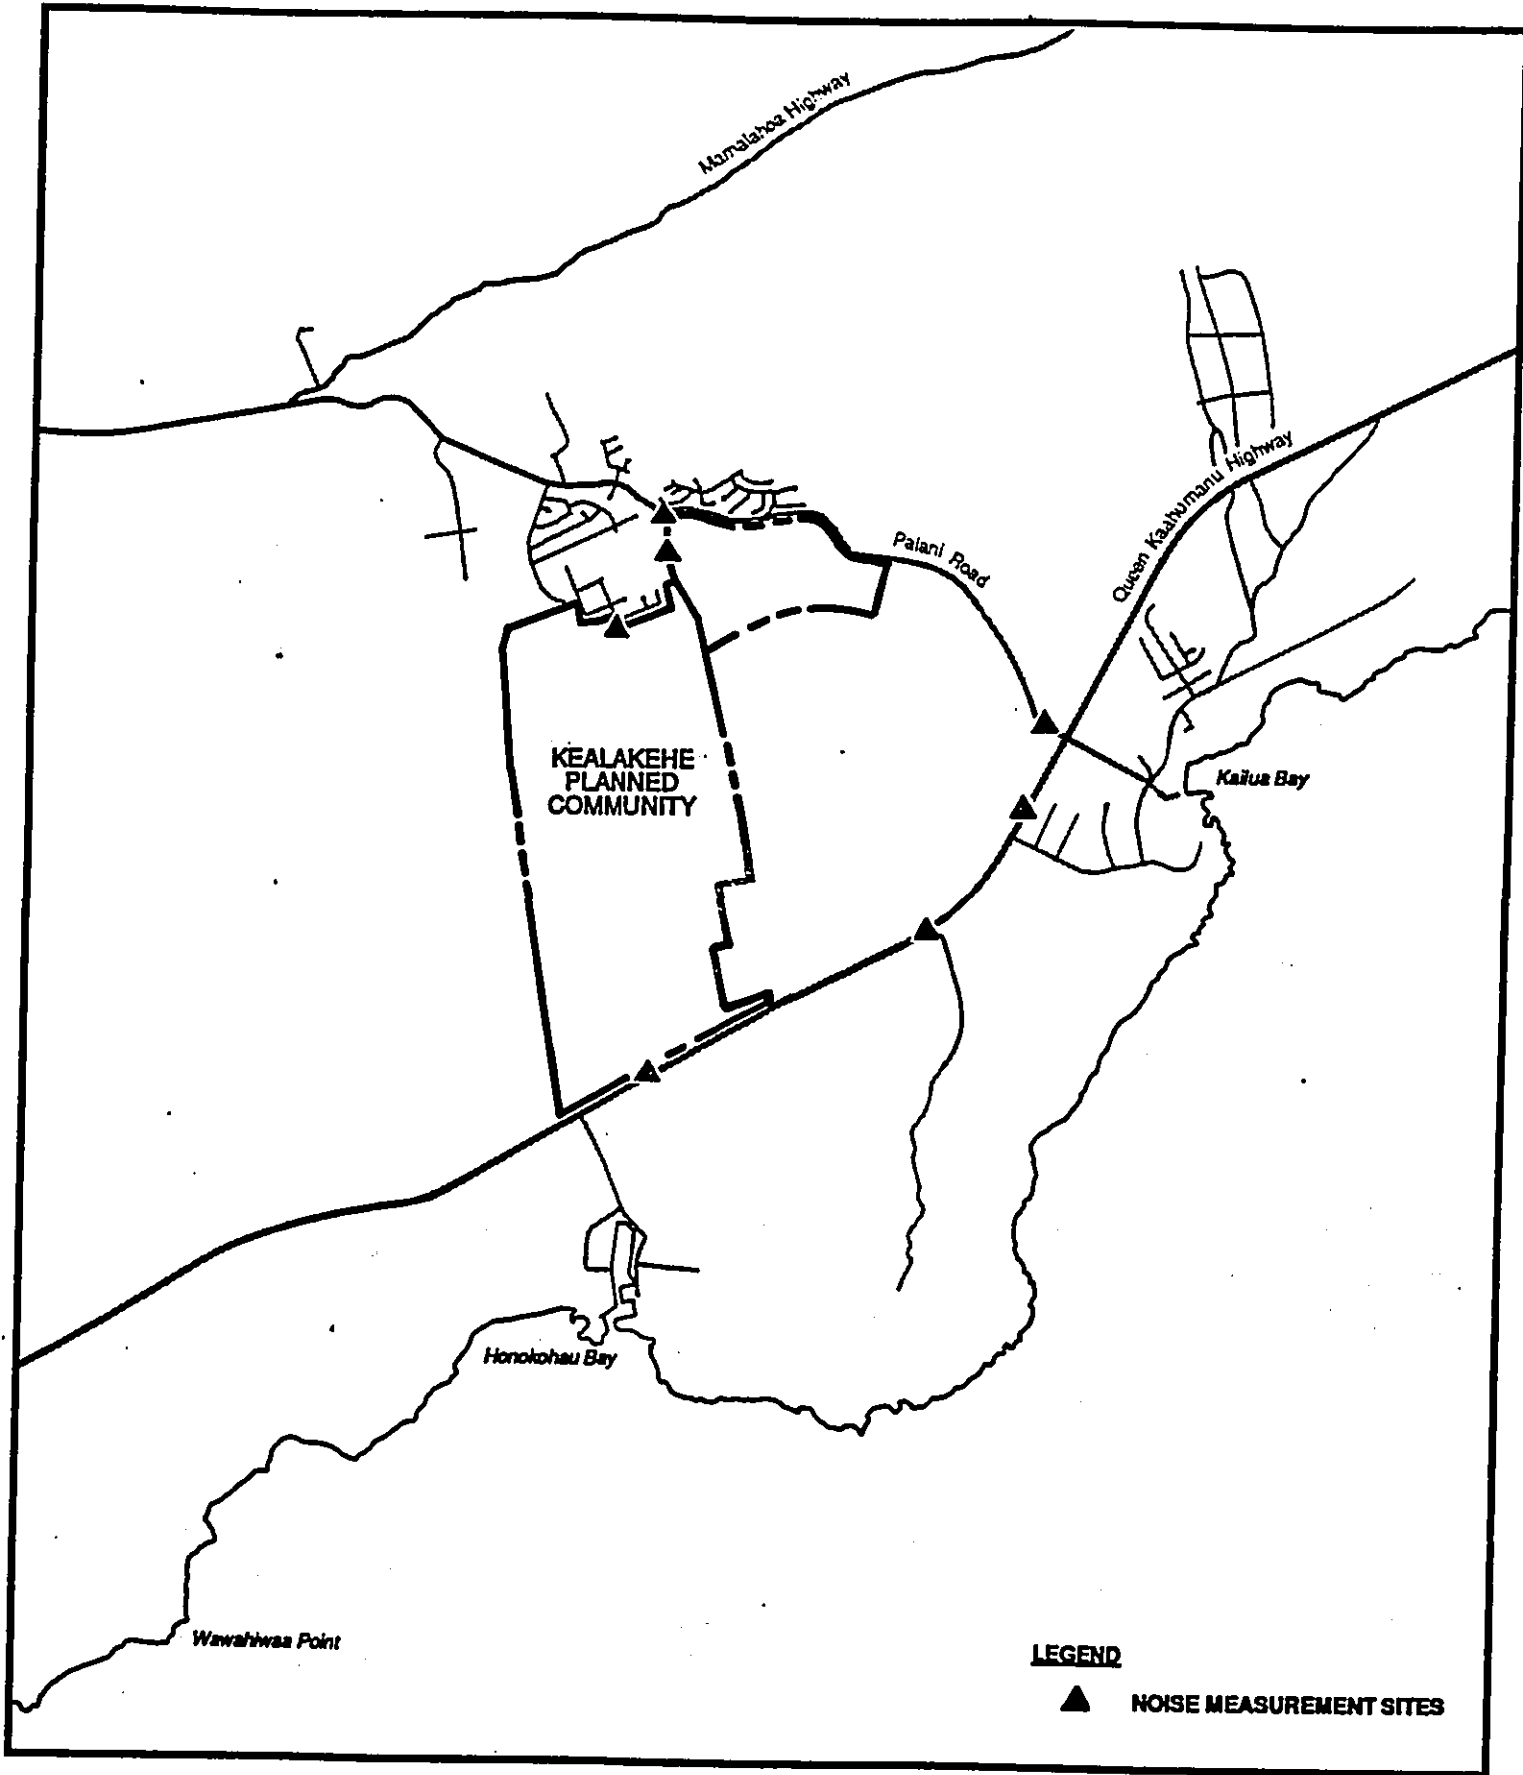 Mamalahoa Highway
Queen Kaahumanu Highway
Palani Road
KEALAKEHE
PLANNED
COMMUNITY
Kailua Bay
Honokohau Bay
Wawahiwaa Point
LEGEND
NOISE MEASUREMENT SITES